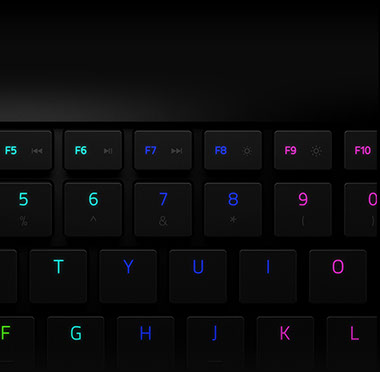 F5 F6 F7 F8 F9 F10
5 6 7 8 9 0
% ^ & * ( )
T Y U I O
F G H J K L